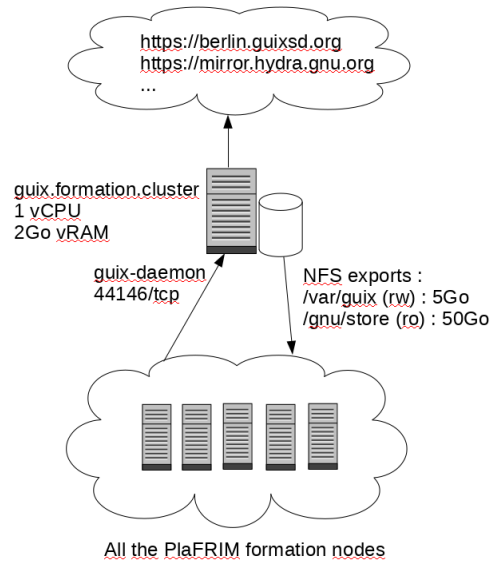 https://berlin.guixsd.org
https://mirror.hydra.gnu.org
...
guix.formation.cluster
1 vCPU
2Go vRAM
guix-daemon
44146/tcp
NFS exports :
/var/guix (rw) : 5Go
/gnu/store (ro) : 50Go
All the PlaFRIM formation nodes